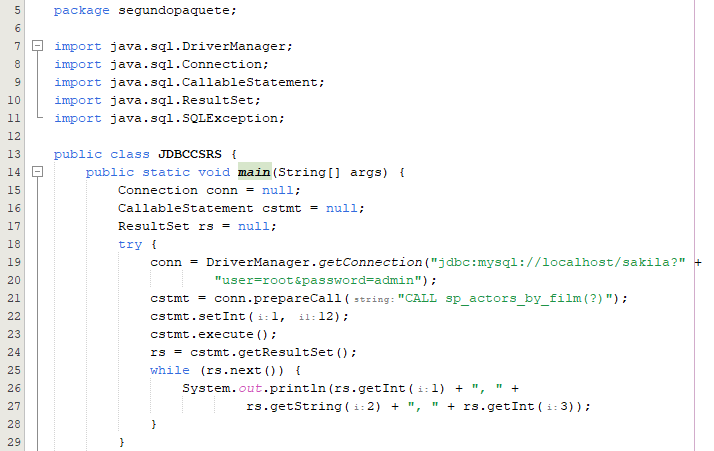 5 package segundopaquete;
6
7 import java.sql.DriverManager;
8 import java.sql.Connection;
9 import java.sql.CallableStatement;
10 import java.sql.ResultSet;
11 import java.sql.SQLException;
12
13 public class JDBCCSRS {
14 public static void main(String[] args) {
15 Connection conn = null;
16 CallableStatement cstmt = null;
17 ResultSet rs = null;
18 try {
19 conn = DriverManager.getConnection("jdbc:mysql://localhost/sakila?" +
20 "user=root&password=admin");
21 cstmt = conn.prepareCall(string:"CALL sp_actors_by_film(?)");
22 cstmt.setInt(i:1, i1:12);
23 cstmt.execute();
24 rs = cstmt.getResultSet();
25 while (rs.next()) {
26 System.out.println(rs.getInt(i:1) + ", " +
27 rs.getString(i:2) + ", " + rs.getInt(i:3));
28 }
29 }